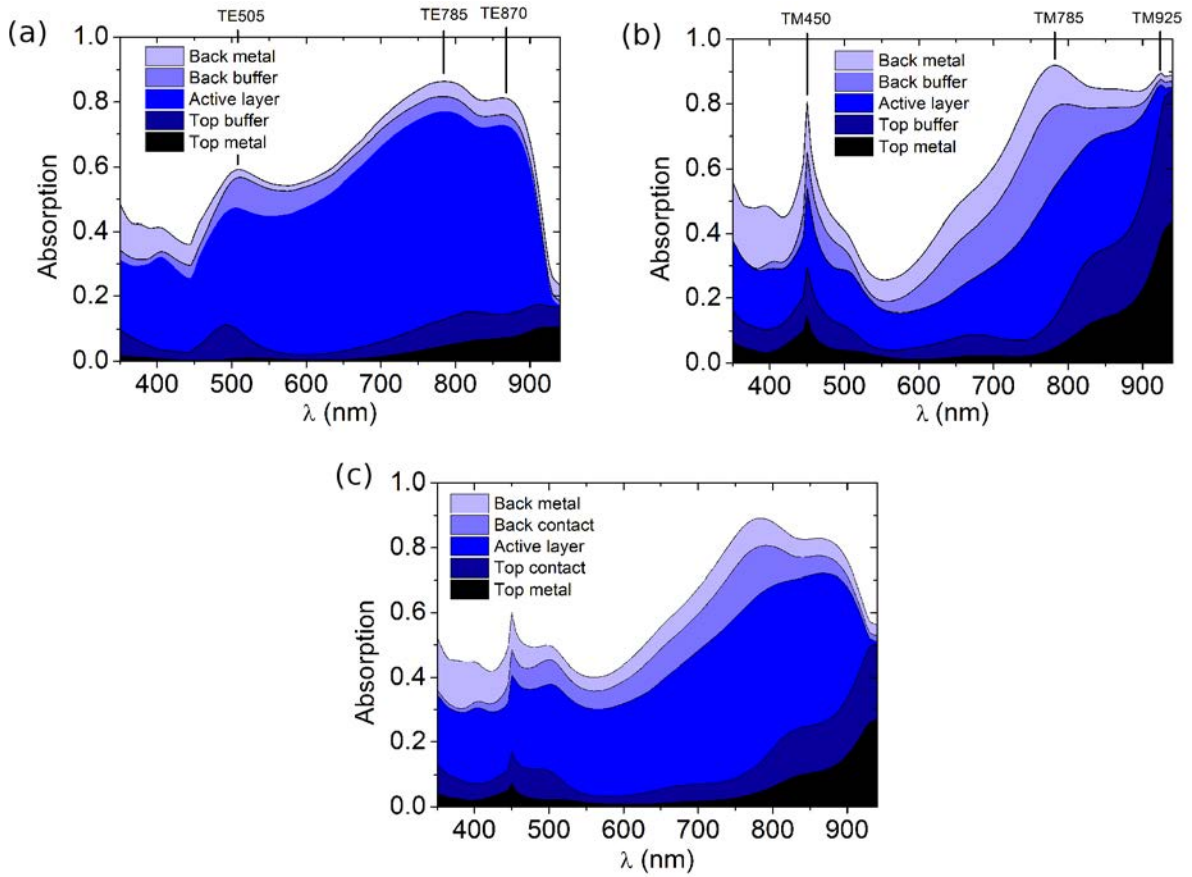 TE505 TE785 TE870
(a)
1.0
0.8
0.6
0.4
0.2
0.0
Absorption
Back metal
Back buffer
Active layer
Top buffer
Top metal
400 500 600 700 800 900
λ (nm)
TM450 TM785 TM925
(b)
1.0
0.8
0.6
0.4
0.2
0.0
Absorption
Back metal
Back buffer
Active layer
Top buffer
Top metal
400 500 600 700 800 900
λ (nm)
(c)
1.0
0.8
0.6
0.4
0.2
0.0
Absorption
Back metal
Back contact
Active layer
Top contact
Top metal
400 500 600 700 800 900
λ (nm)